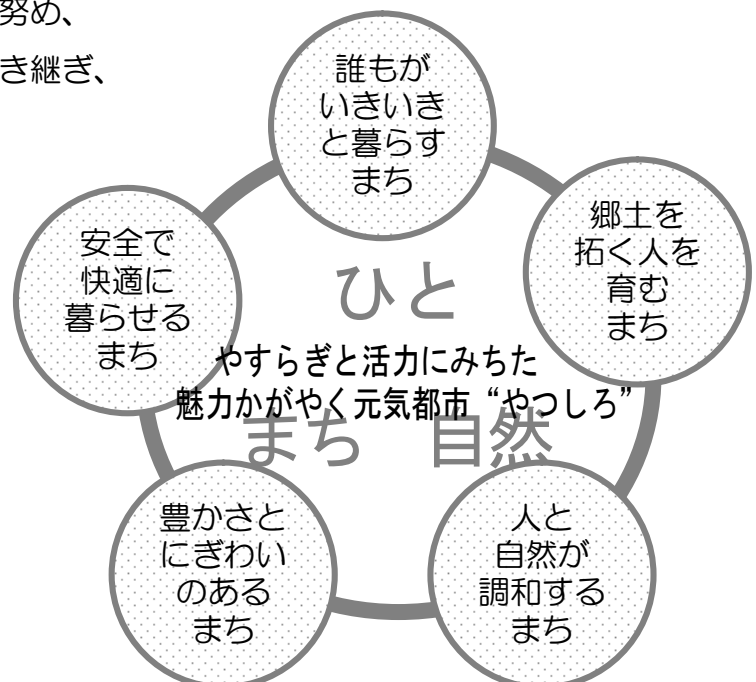 努め、
き継ぎ、
誰もが
いきいき
と暮らす
まち
郷土を
拓く人を
育む
まち
安全で
快適に
暮らせる
まち
ひと
やすらぎと活力にみちた
魅力かがやく元気都市“やつしろ”
まち 自然
豊かさと
にぎわい
のある
まち
人と
自然が
調和する
まち